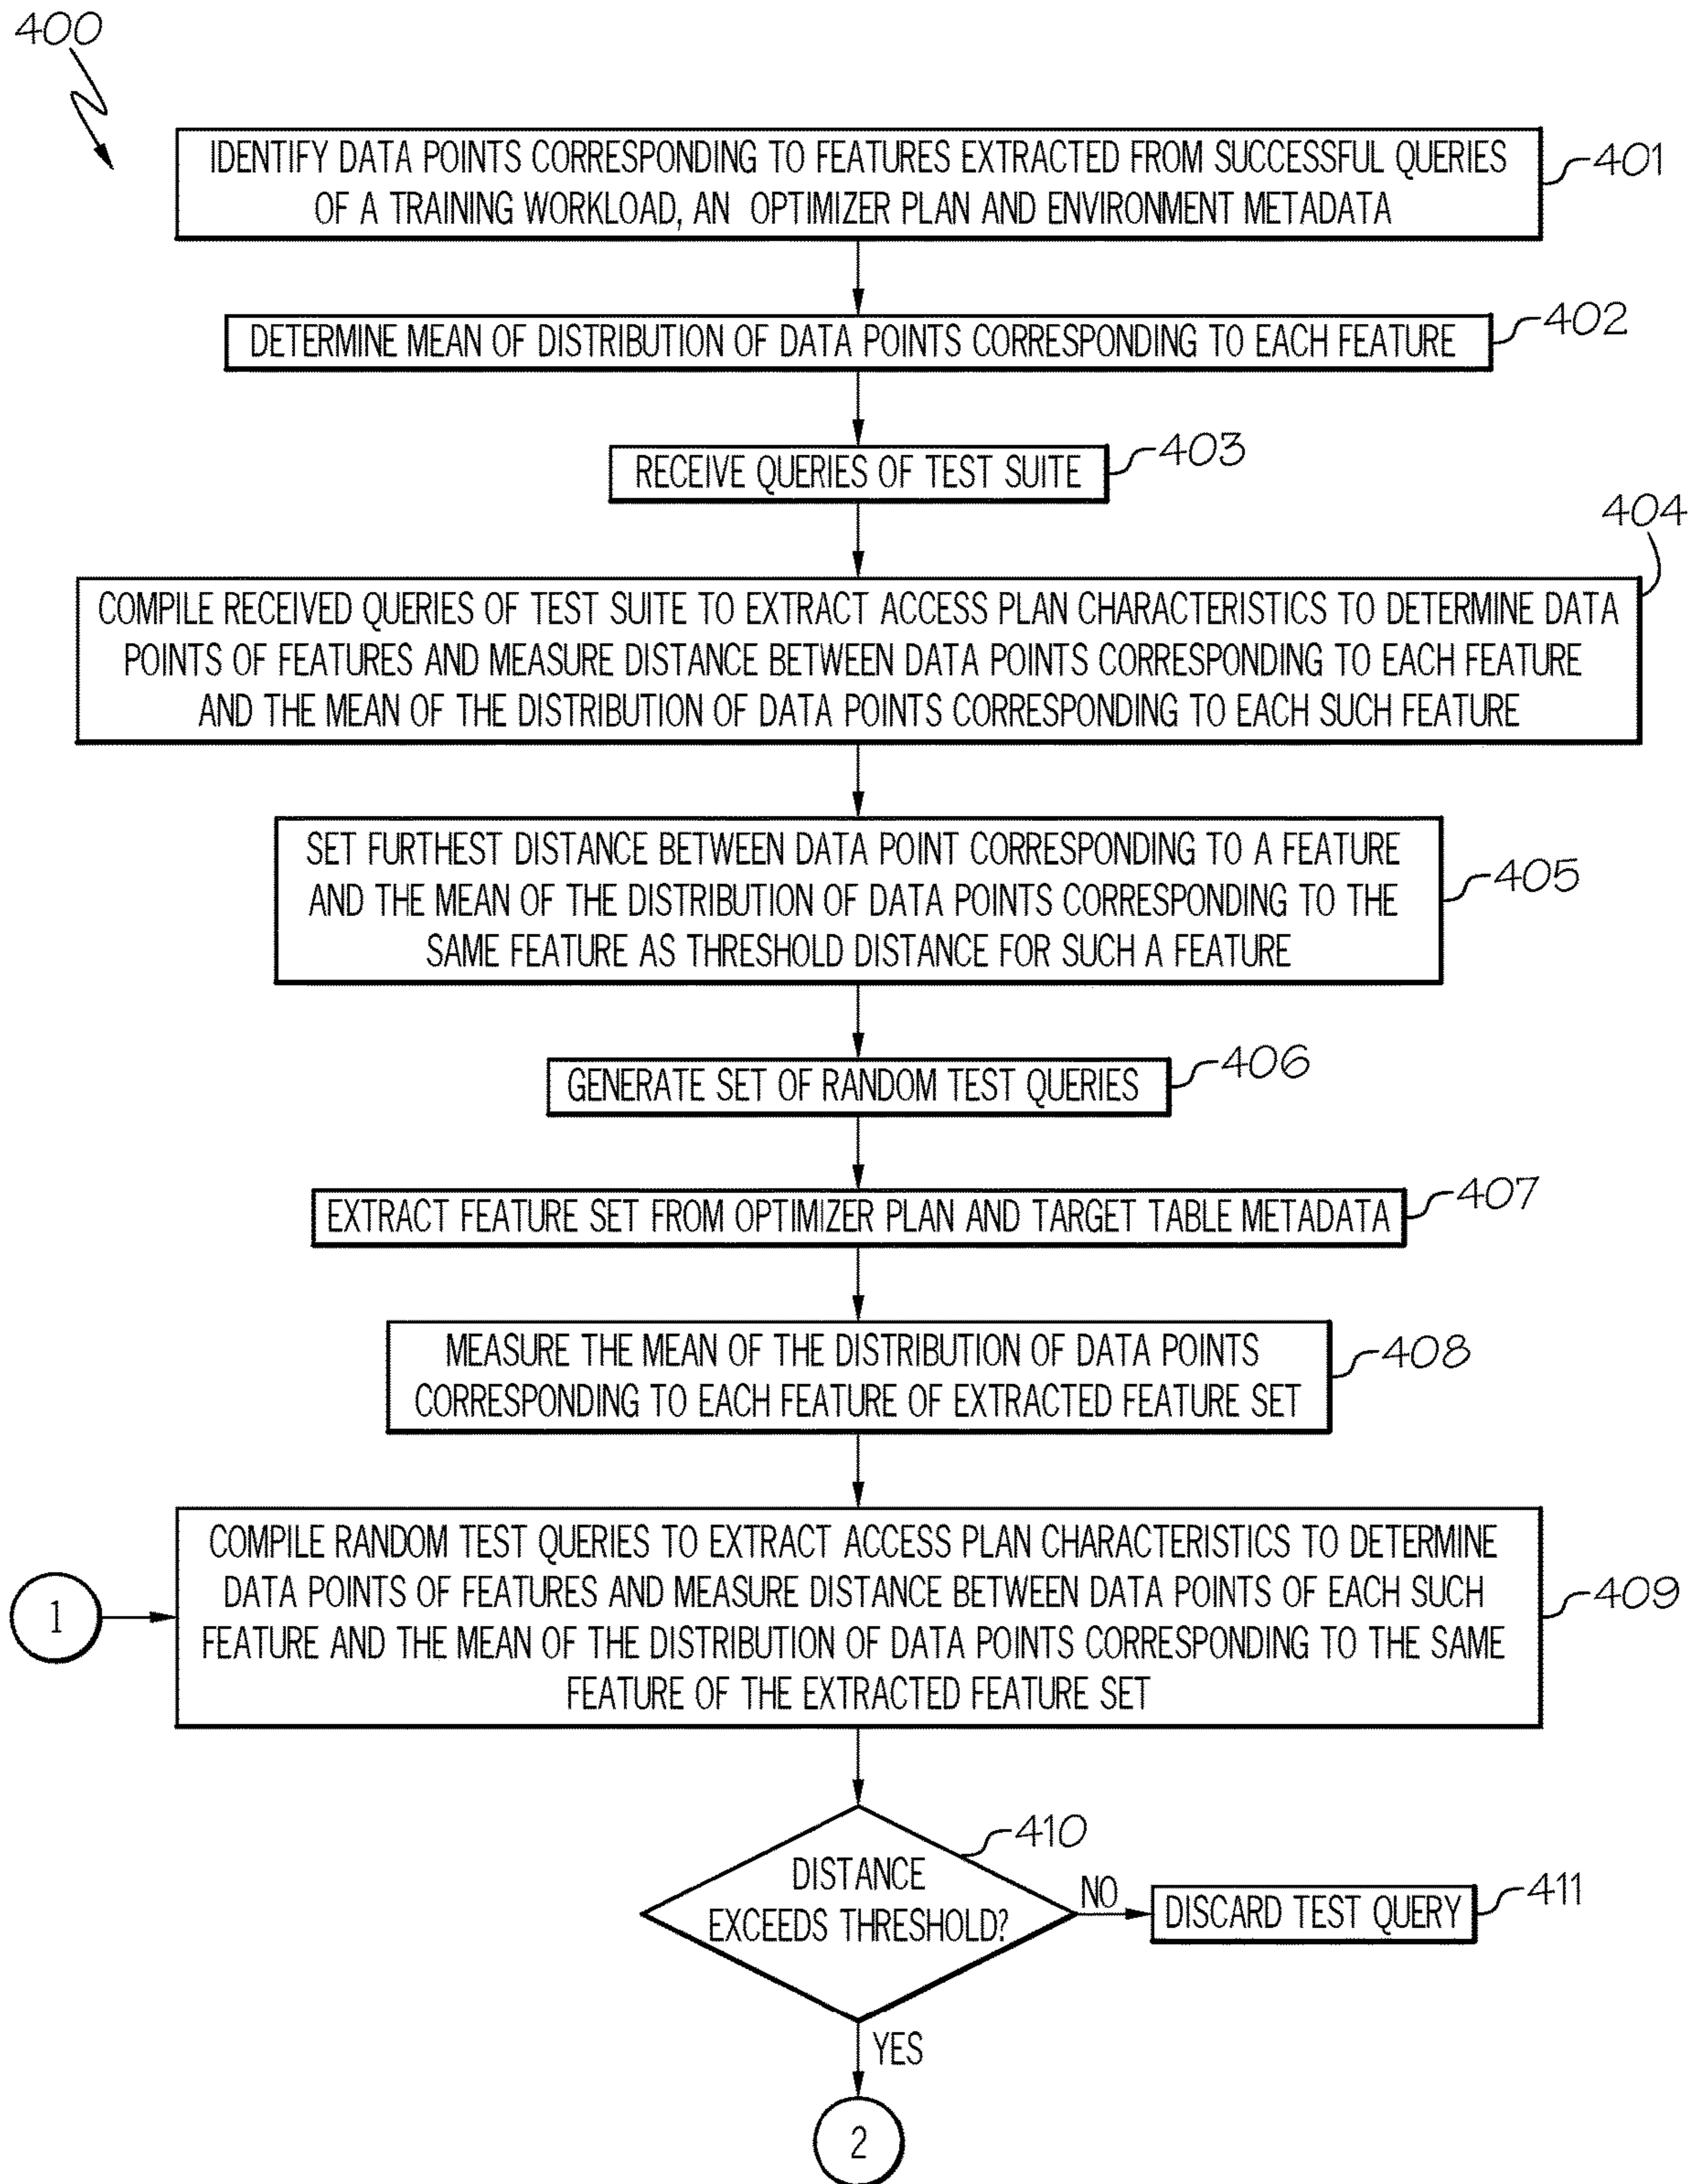 400
IDENTIFY DATA POINTS CORRESPONDING TO FEATURES EXTRACTED FROM SUCCESSFUL QUERIES
OF A TRAINING WORKLOAD, AN OPTIMIZER PLAN AND ENVIRONMENT METADATA
401
DETERMINE MEAN OF DISTRIBUTION OF DATA POINTS CORRESPONDING TO EACH FEATURE
402
RECEIVE QUERIES OF TEST SUITE
403
404
COMPILE RECEIVED QUERIES OF TEST SUITE TO EXTRACT ACCESS PLAN CHARACTERISTICS TO DETERMINE DATA
POINTS OF FEATURES AND MEASURE DISTANCE BETWEEN DATA POINTS CORRESPONDING TO EACH FEATURE
AND THE MEAN OF THE DISTRIBUTION OF DATA POINTS CORRESPONDING TO EACH SUCH FEATURE
SET FURTHEST DISTANCE BETWEEN DATA POINT CORRESPONDING TO A FEATURE
AND THE MEAN OF THE DISTRIBUTION OF DATA POINTS CORRESPONDING TO THE
SAME FEATURE AS THRESHOLD DISTANCE FOR SUCH A FEATURE
405
GENERATE SET OF RANDOM TEST QUERIES
406
EXTRACT FEATURE SET FROM OPTIMIZER PLAN AND TARGET TABLE METADATA
407
MEASURE THE MEAN OF THE DISTRIBUTION OF DATA POINTS
CORRESPONDING TO EACH FEATURE OF EXTRACTED FEATURE SET
408
1
COMPILE RANDOM TEST QUERIES TO EXTRACT ACCESS PLAN CHARACTERISTICS TO DETERMINE
DATA POINTS OF FEATURES AND MEASURE DISTANCE BETWEEN DATA POINTS OF EACH SUCH
FEATURE AND THE MEAN OF THE DISTRIBUTION OF DATA POINTS CORRESPONDING TO THE SAME
FEATURE OF THE EXTRACTED FEATURE SET
409
DISTANCE
EXCEEDS THRESHOLD?
410
NO
DISCARD TEST QUERY
411
YES
2